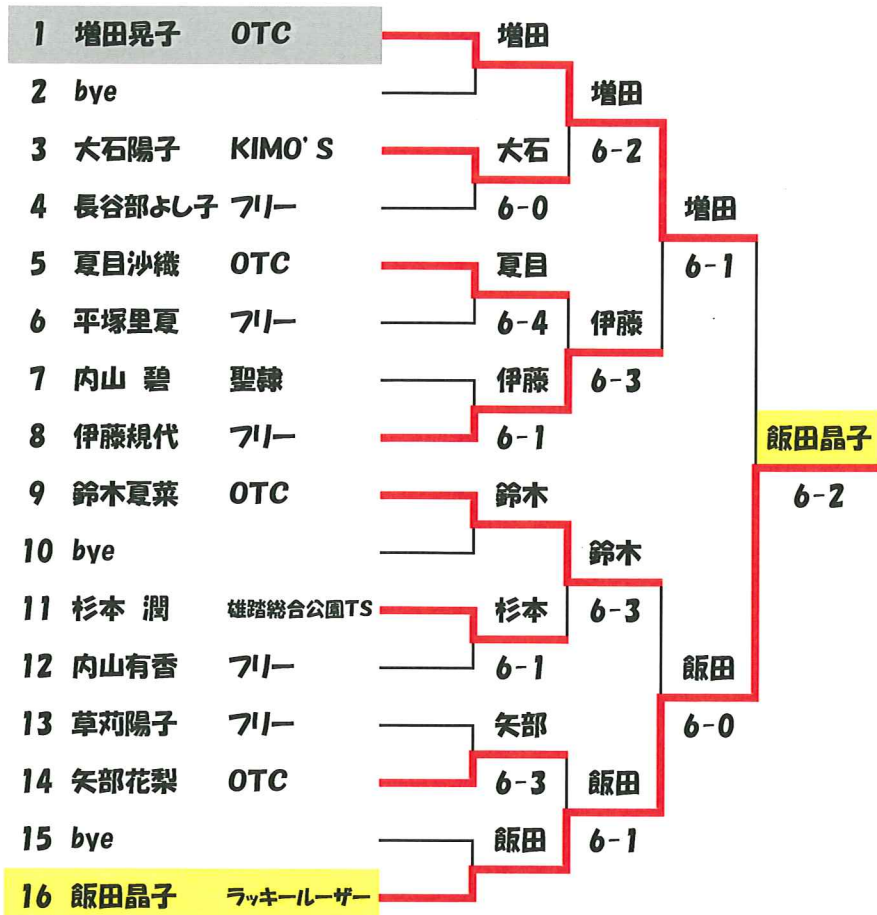 1 増田晃子 OTC 増田
2 bye 増田
3 大石陽子 KIMO'S 大石 6-2
4 長谷部よし子 フリー 6-0 増田
5 夏目沙織 OTC 夏目 6-1
6 平塚里夏 フリー 6-4 伊藤
7 内山 碧 聖隷 伊藤 6-3
8 伊藤規代 フリー 6-1 飯田晶子
9 鈴木夏菜 OTC 鈴木 6-2
10 bye 鈴木
11 杉本 潤 雄踏総合公園TS 杉本 6-3
12 内山有香 フリー 6-1 飯田
13 草苅陽子 フリー 矢部 6-0
14 矢部花梨 OTC 6-3 飯田
15 bye 飯田 6-1
16 飯田晶子 ラッキールーザー